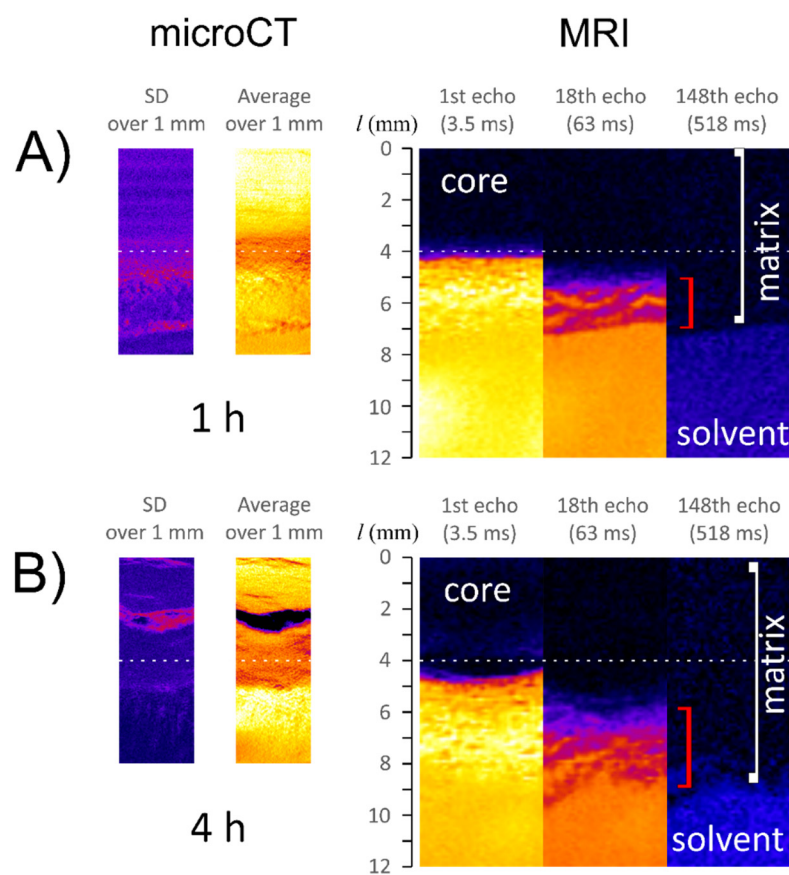 microCT MRI
SD Average 1st echo 18th echo 148th echo
over 1 mm over 1 mm l (mm) (3.5 ms) (63 ms) (518 ms)
A)
0
2
4
6
8
10
12
core
matrix
solvent
1 h
SD Average 1st echo 18th echo 148th echo
over 1 mm over 1 mm l (mm) (3.5 ms) (63 ms) (518 ms)
B)
0
2
4
6
8
10
12
core
matrix
solvent
4 h